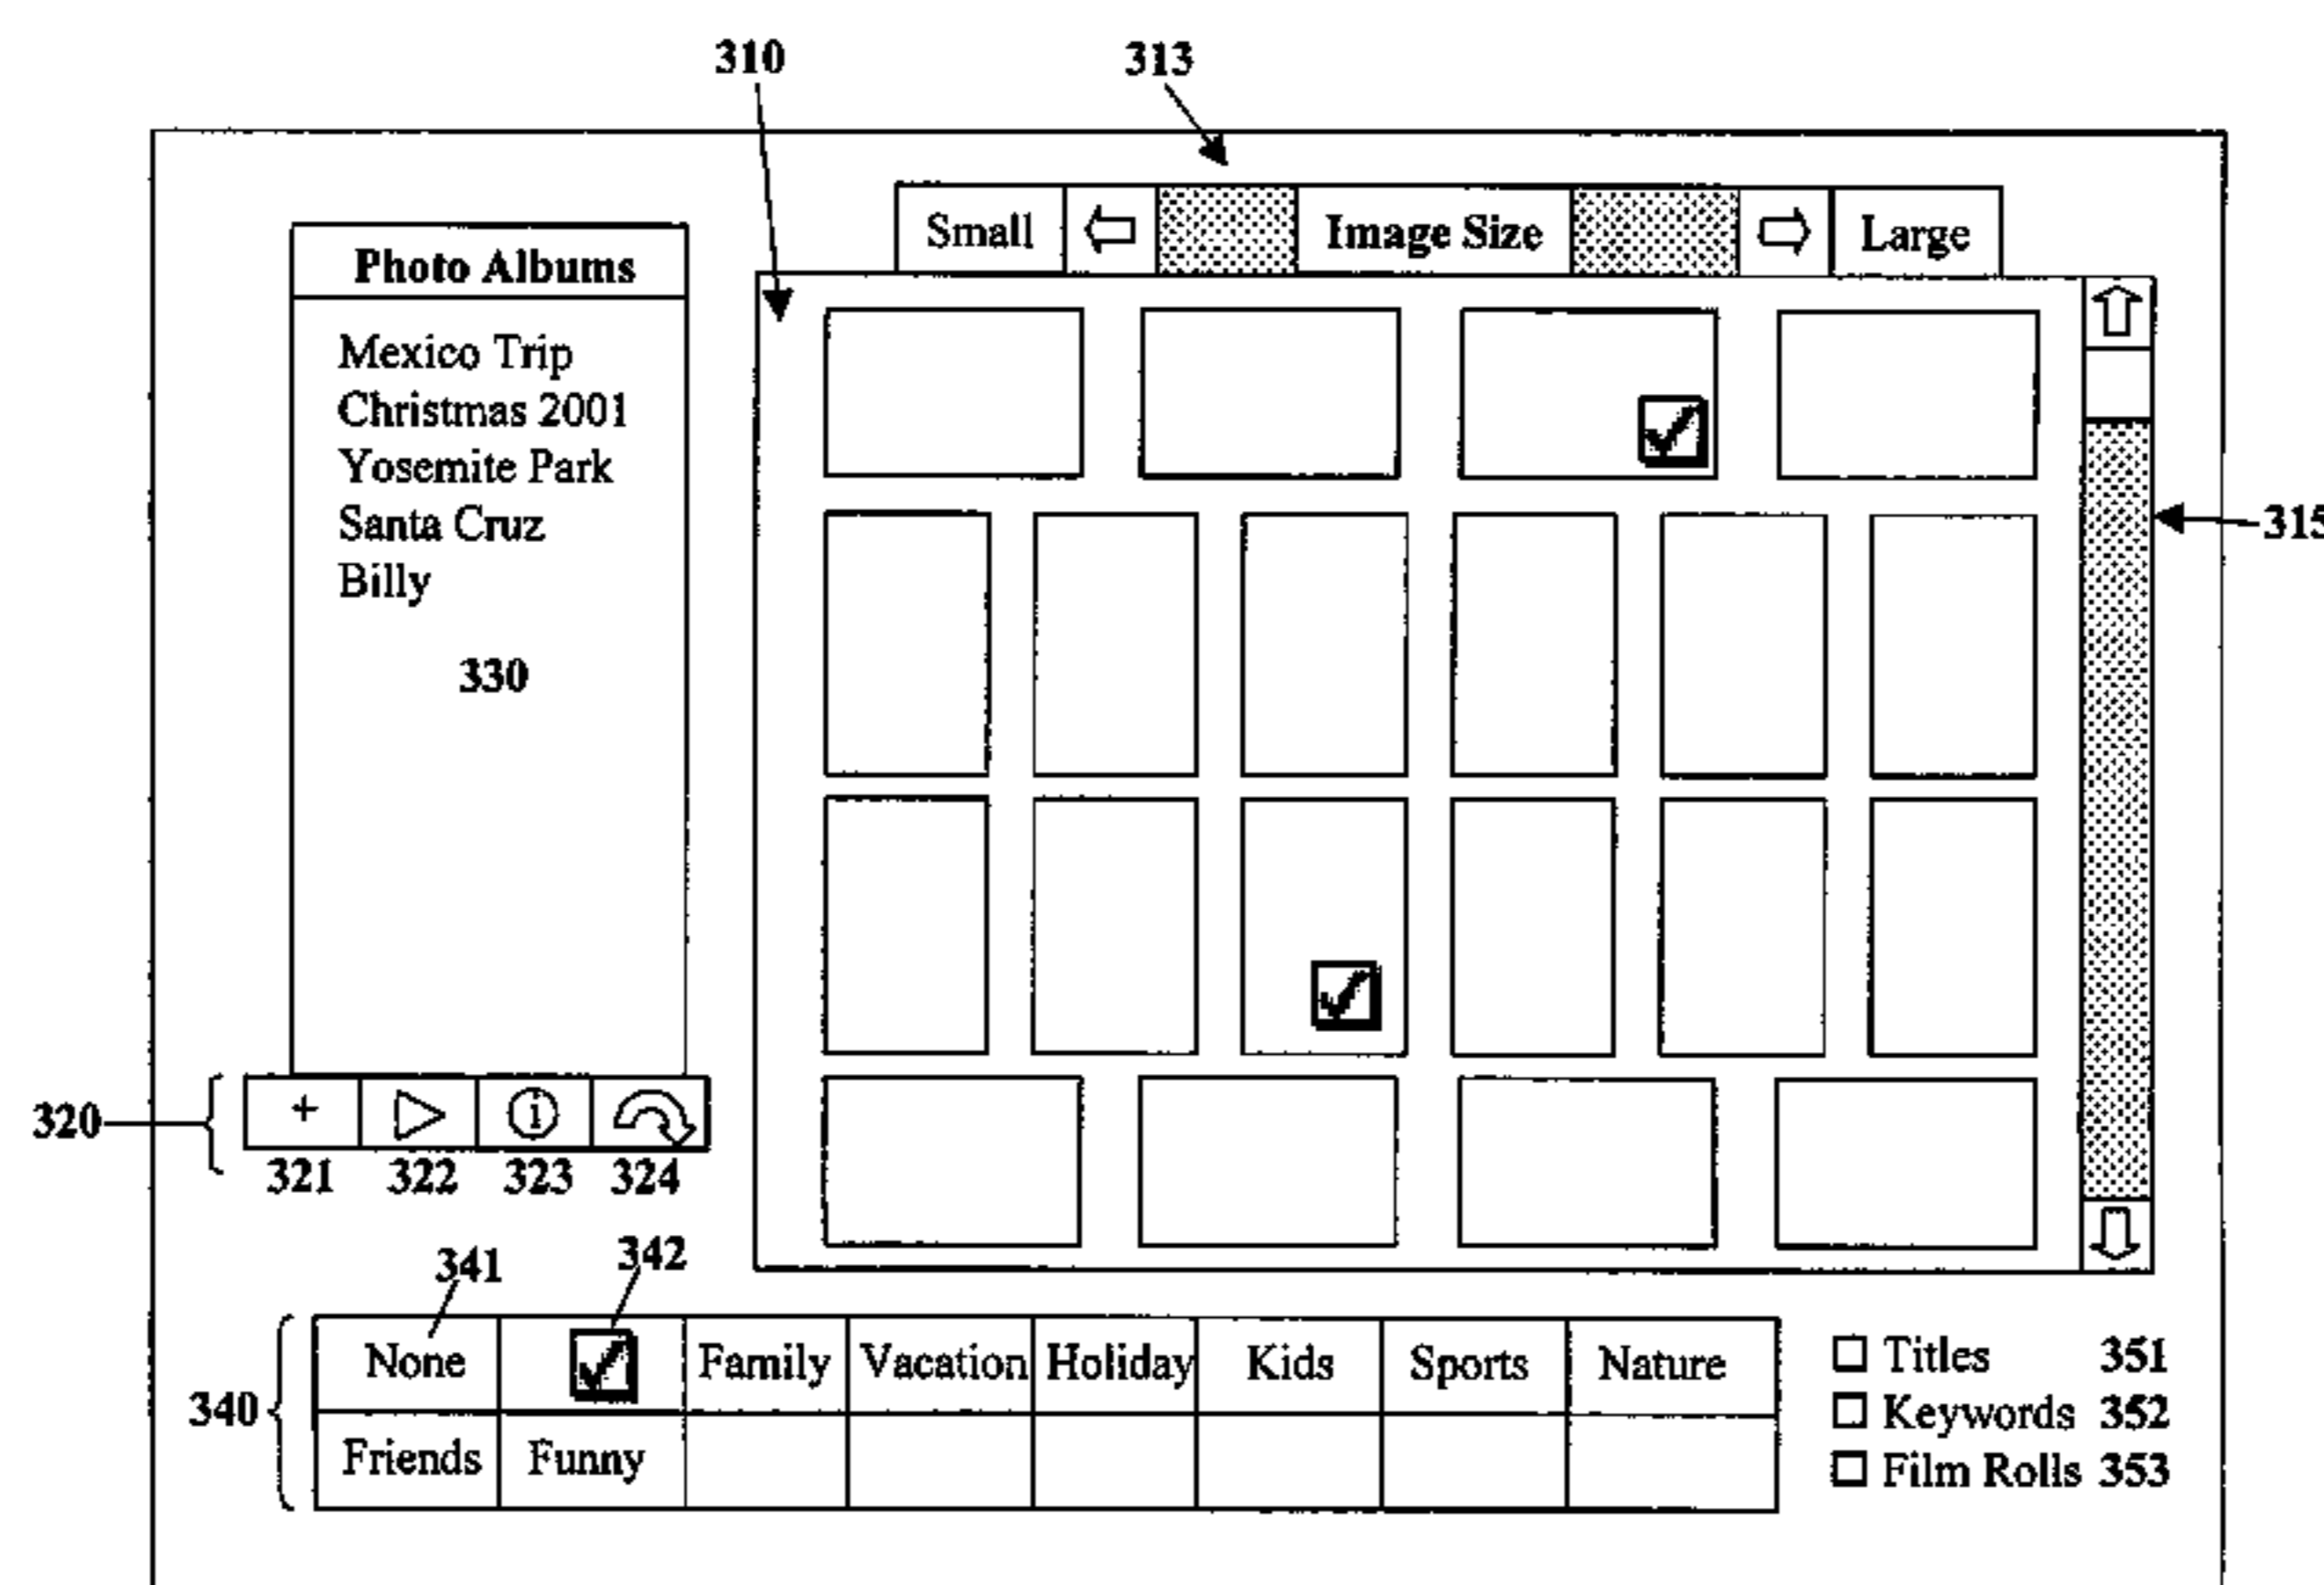 310
313
Small
Image Size
Large
Photo Albums
Mexico Trip
Christmas 2001
Yosemite Park
Santa Cruz
Billy
330
315
320
+
i
321
322
323
324
341
342
340
None
Family
Vacation
Holiday
Kids
Sports
Nature
Friends
Funny
Titles 351
Keywords 352
Film Rolls 353